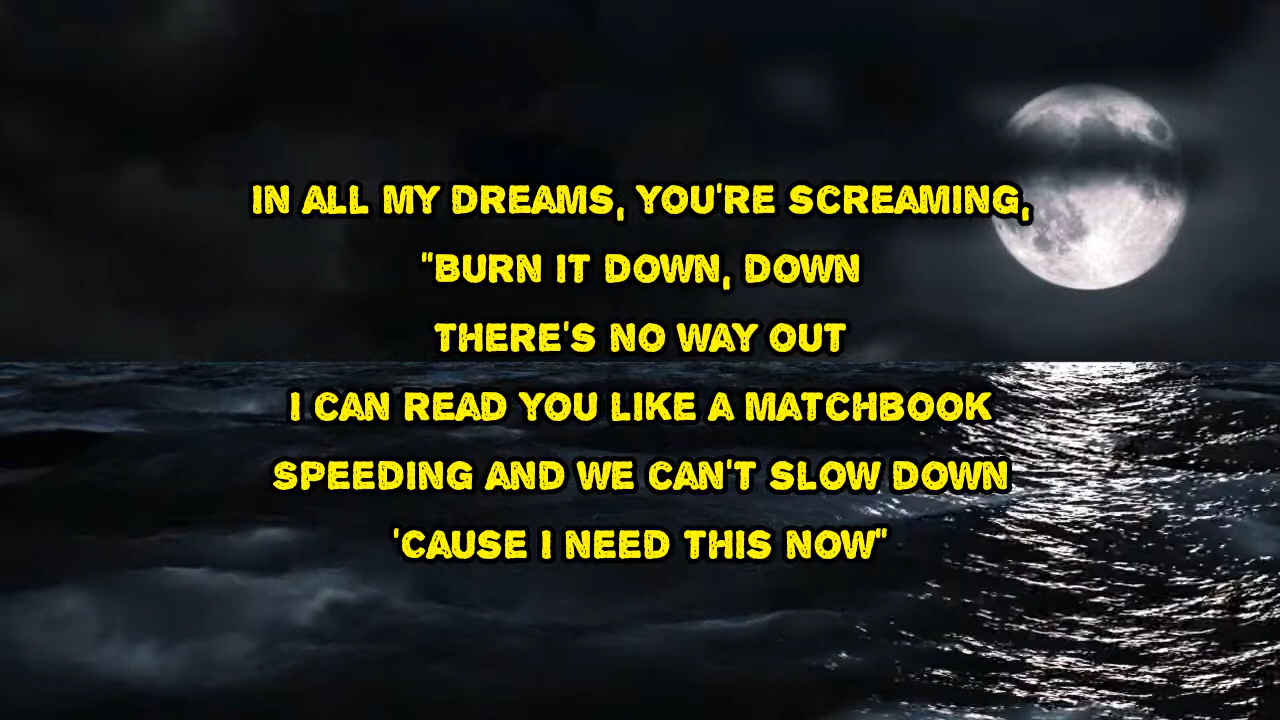 IN ALL MY DREAMS, YOU'RE SCREAMING,
"BURN IT DOWN, DOWN
THERE'S NO WAY OUT
I CAN READ YOU LIKE A MATCHBOOK
SPEEDING AND WE CAN'T SLOW DOWN
'CAUSE I NEED THIS NOW"